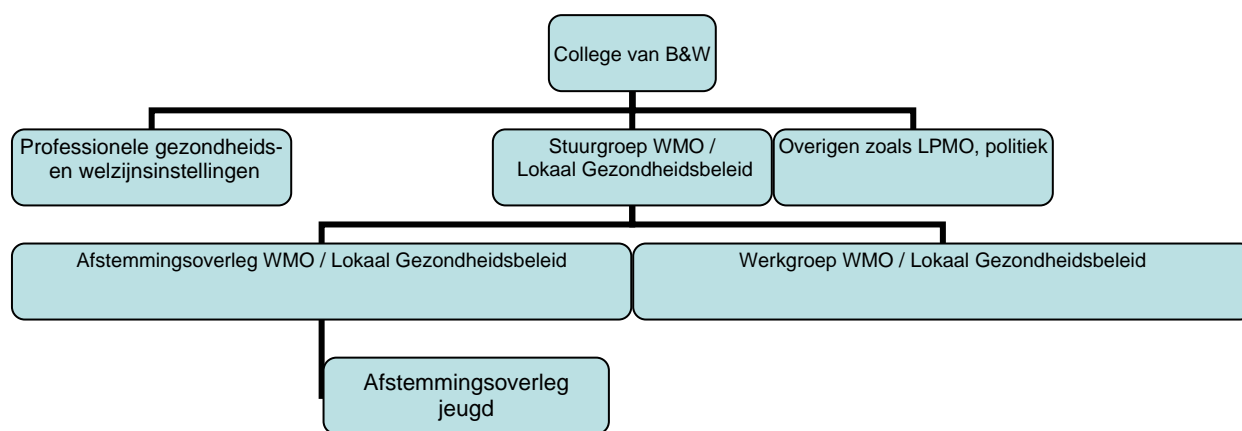 College van B&W
Professionele gezondheids-
en welzijnsinstellingen
Stuurgroep WMO /
Lokaal Gezondheidsbeleid
Overigen zoals LPMO, politiek
Afstemmingsoverleg WMO / Lokaal Gezondheidsbeleid
Werkgroep WMO / Lokaal Gezondheidsbeleid
Afstemmingsoverleg
jeugd